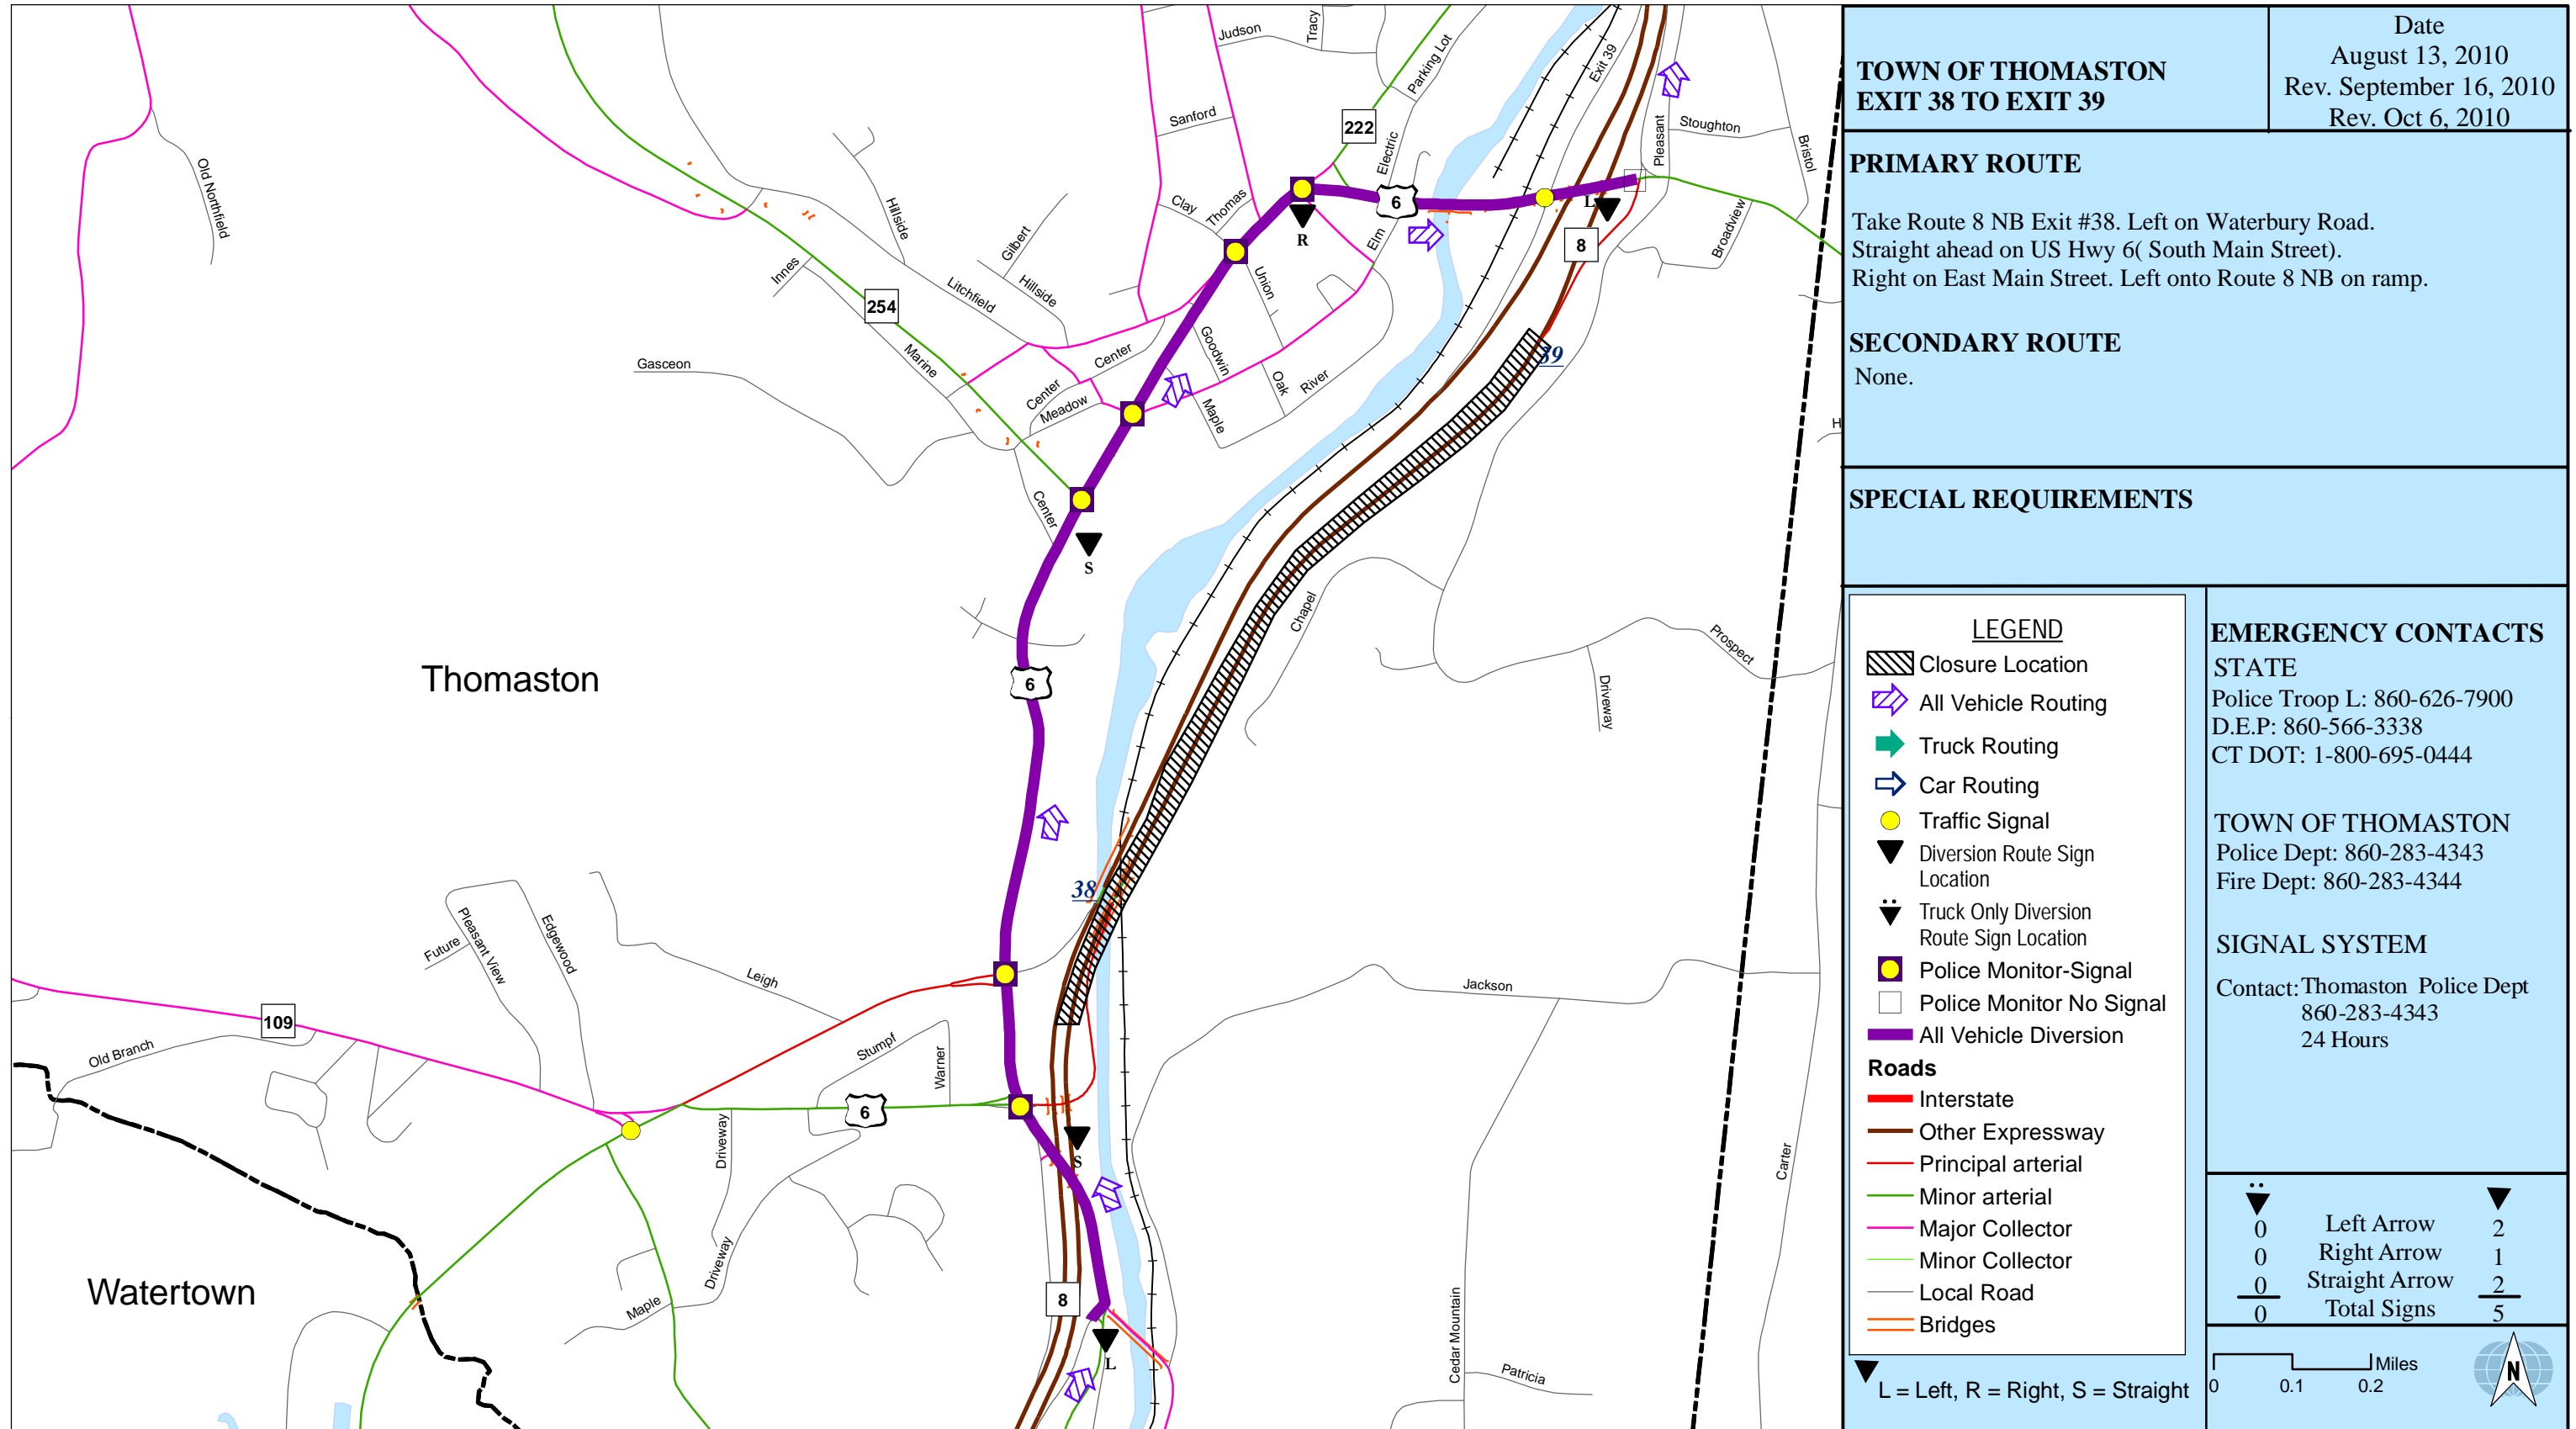 TOWN OF THOMASTON
EXIT 38 TO EXIT 39
Date
August 13, 2010
Rev. September 16, 2010
Rev. Oct 6, 2010
PRIMARY ROUTE
Take Route 8 NB Exit #38. Left on Waterbury Road.
Straight ahead on US Hwy 6( South Main Street).
Right on East Main Street. Left onto Route 8 NB on ramp.
SECONDARY ROUTE
None.
SPECIAL REQUIREMENTS
LEGEND
Closure Location
All Vehicle Routing
Truck Routing
Car Routing
Traffic Signal
Diversion Route Sign
Location
Truck Only Diversion
Route Sign Location
Police Monitor-Signal
Police Monitor No Signal
All Vehicle Diversion
Roads
Interstate
Other Expressway
Principal arterial
Minor arterial
Major Collector
Minor Collector
Local Road
Bridges
L = Left, R = Right, S = Straight
EMERGENCY CONTACTS
STATE
Police Troop L: 860-626-7900
D.E.P: 860-566-3338
CT DOT: 1-800-695-0444
TOWN OF THOMASTON
Police Dept: 860-283-4343
Fire Dept: 860-283-4344
SIGNAL SYSTEM
Contact: Thomaston Police Dept
860-283-4343
24 Hours
0 Left Arrow 2
0 Right Arrow 1
0 Straight Arrow 2
0 Total Signs 5
Miles
0 0.1 0.2
N
Judson
Tracy
Parking Lot
Exit 39
Sanford
222
Electric
Pleasant
Stoughton
Bristol
Old Northfield
Hillside
Clay
Thomas
6
L
R
Elm
8
Broadview
Gilbert
Innes
Litchfield
Hillside
Union
254
Marine
Gasceon
Center
Goodwin
39
Center
Meadow
Oak
River
Maple
H
Center
S
Chapel
Prospect
Driveway
Thomaston
6
38
Pleasant View
Future
Edgewood
Leigh
Jackson
109
Old Branch
Stumpf
Warner
6
Driveway
S
Carter
Driveway
Watertown
Maple
8
L
Cedar Mountain
Patricia